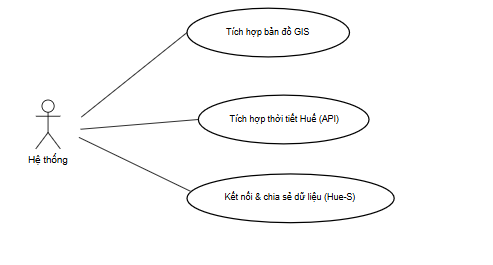 Tích hợp bản đồ GIS
Tích hợp thời tiết Huế (API)
Hệ thống
Kết nối & chia sẻ dữ liệu (Hue-S)